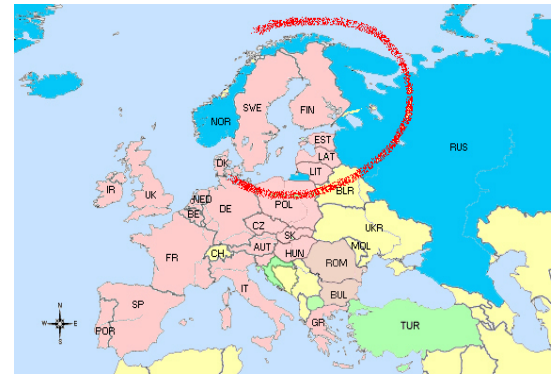 SWE
FIN
NOR
EST
RUS
LAT
DK
LIT
IR
UK
NED
BLR
BE
DE
POL
CZ
UKR
SK
MOL
FR
CH
AUT
HUN
ROM
IT
SP
BUL
POR
GR
TUR
N
W E
S